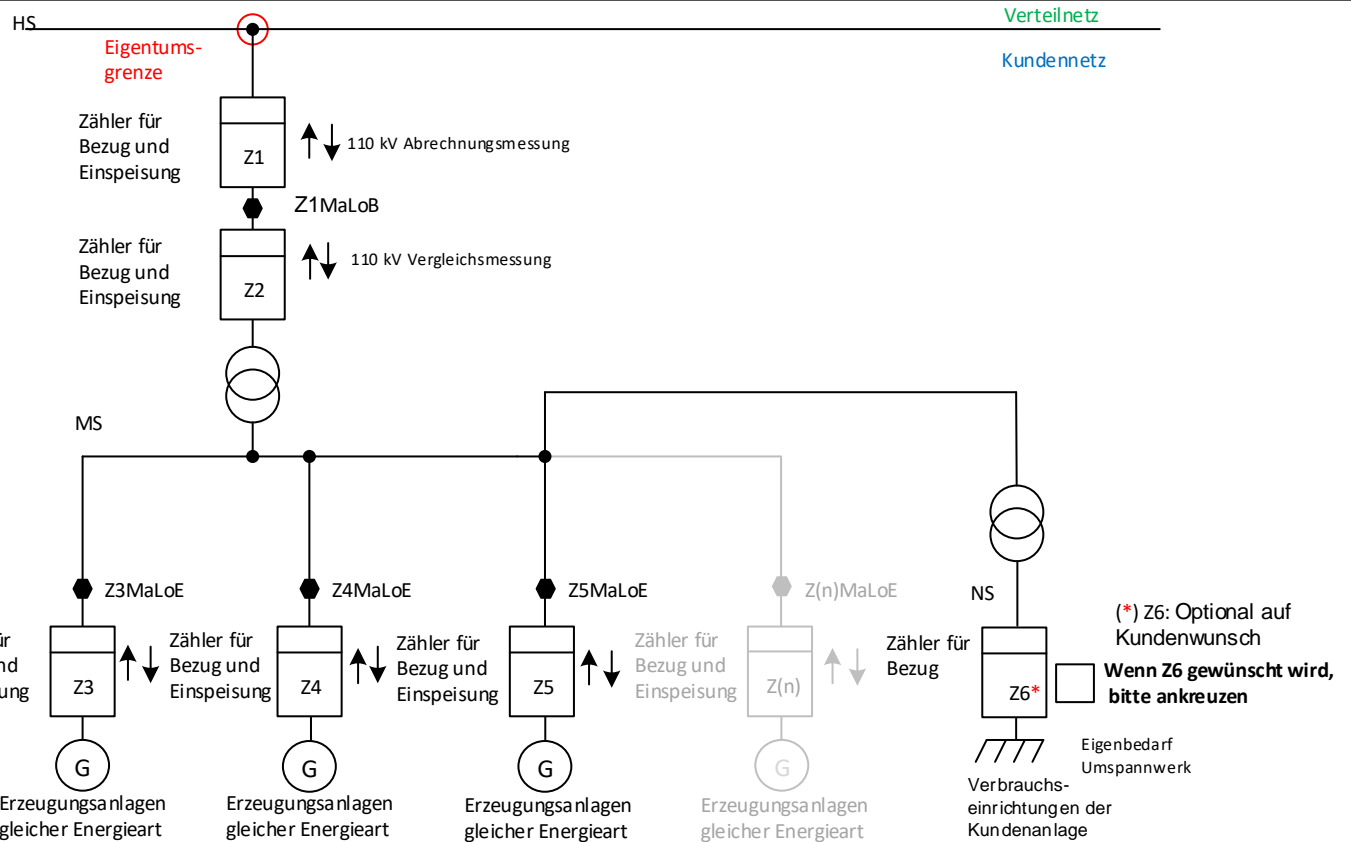 HS
Verteilnetz
Eigentums-
grenze
Kundennetz
Zähler für
Bezug und
Einspeisung
Z1
110 kV Abrechnungsmessung
Z1MaLoB
Zähler für
Bezug und
Einspeisung
Z2
110 kV Vergleichsmessung
MS
Z3MaLoE
Z4MaLoE
Z5MaLoE
Z(n)MaLoE
NS
(*) Z6: Optional auf
Kundenwunsch
Wenn Z6 gewünscht wird,
bitte ankreuzen
Z3
Zähler für
Bezug und
Einspeisung
Z4
Zähler für
Bezug und
Einspeisung
Z5
Zähler für
Bezug und
Einspeisung
Z(n)
Zähler für
Bezug
Z6*
G
G
G
G
Eigenbedarf
Umspannwerk
Erzeugungsanlagen
gleicher Energieart
Erzeugungsanlagen
gleicher Energieart
Erzeugungsanlagen
gleicher Energieart
Erzeugungsanlagen
gleicher Energieart
Verbrauchs-
einrichtungen der
Kundenanlage